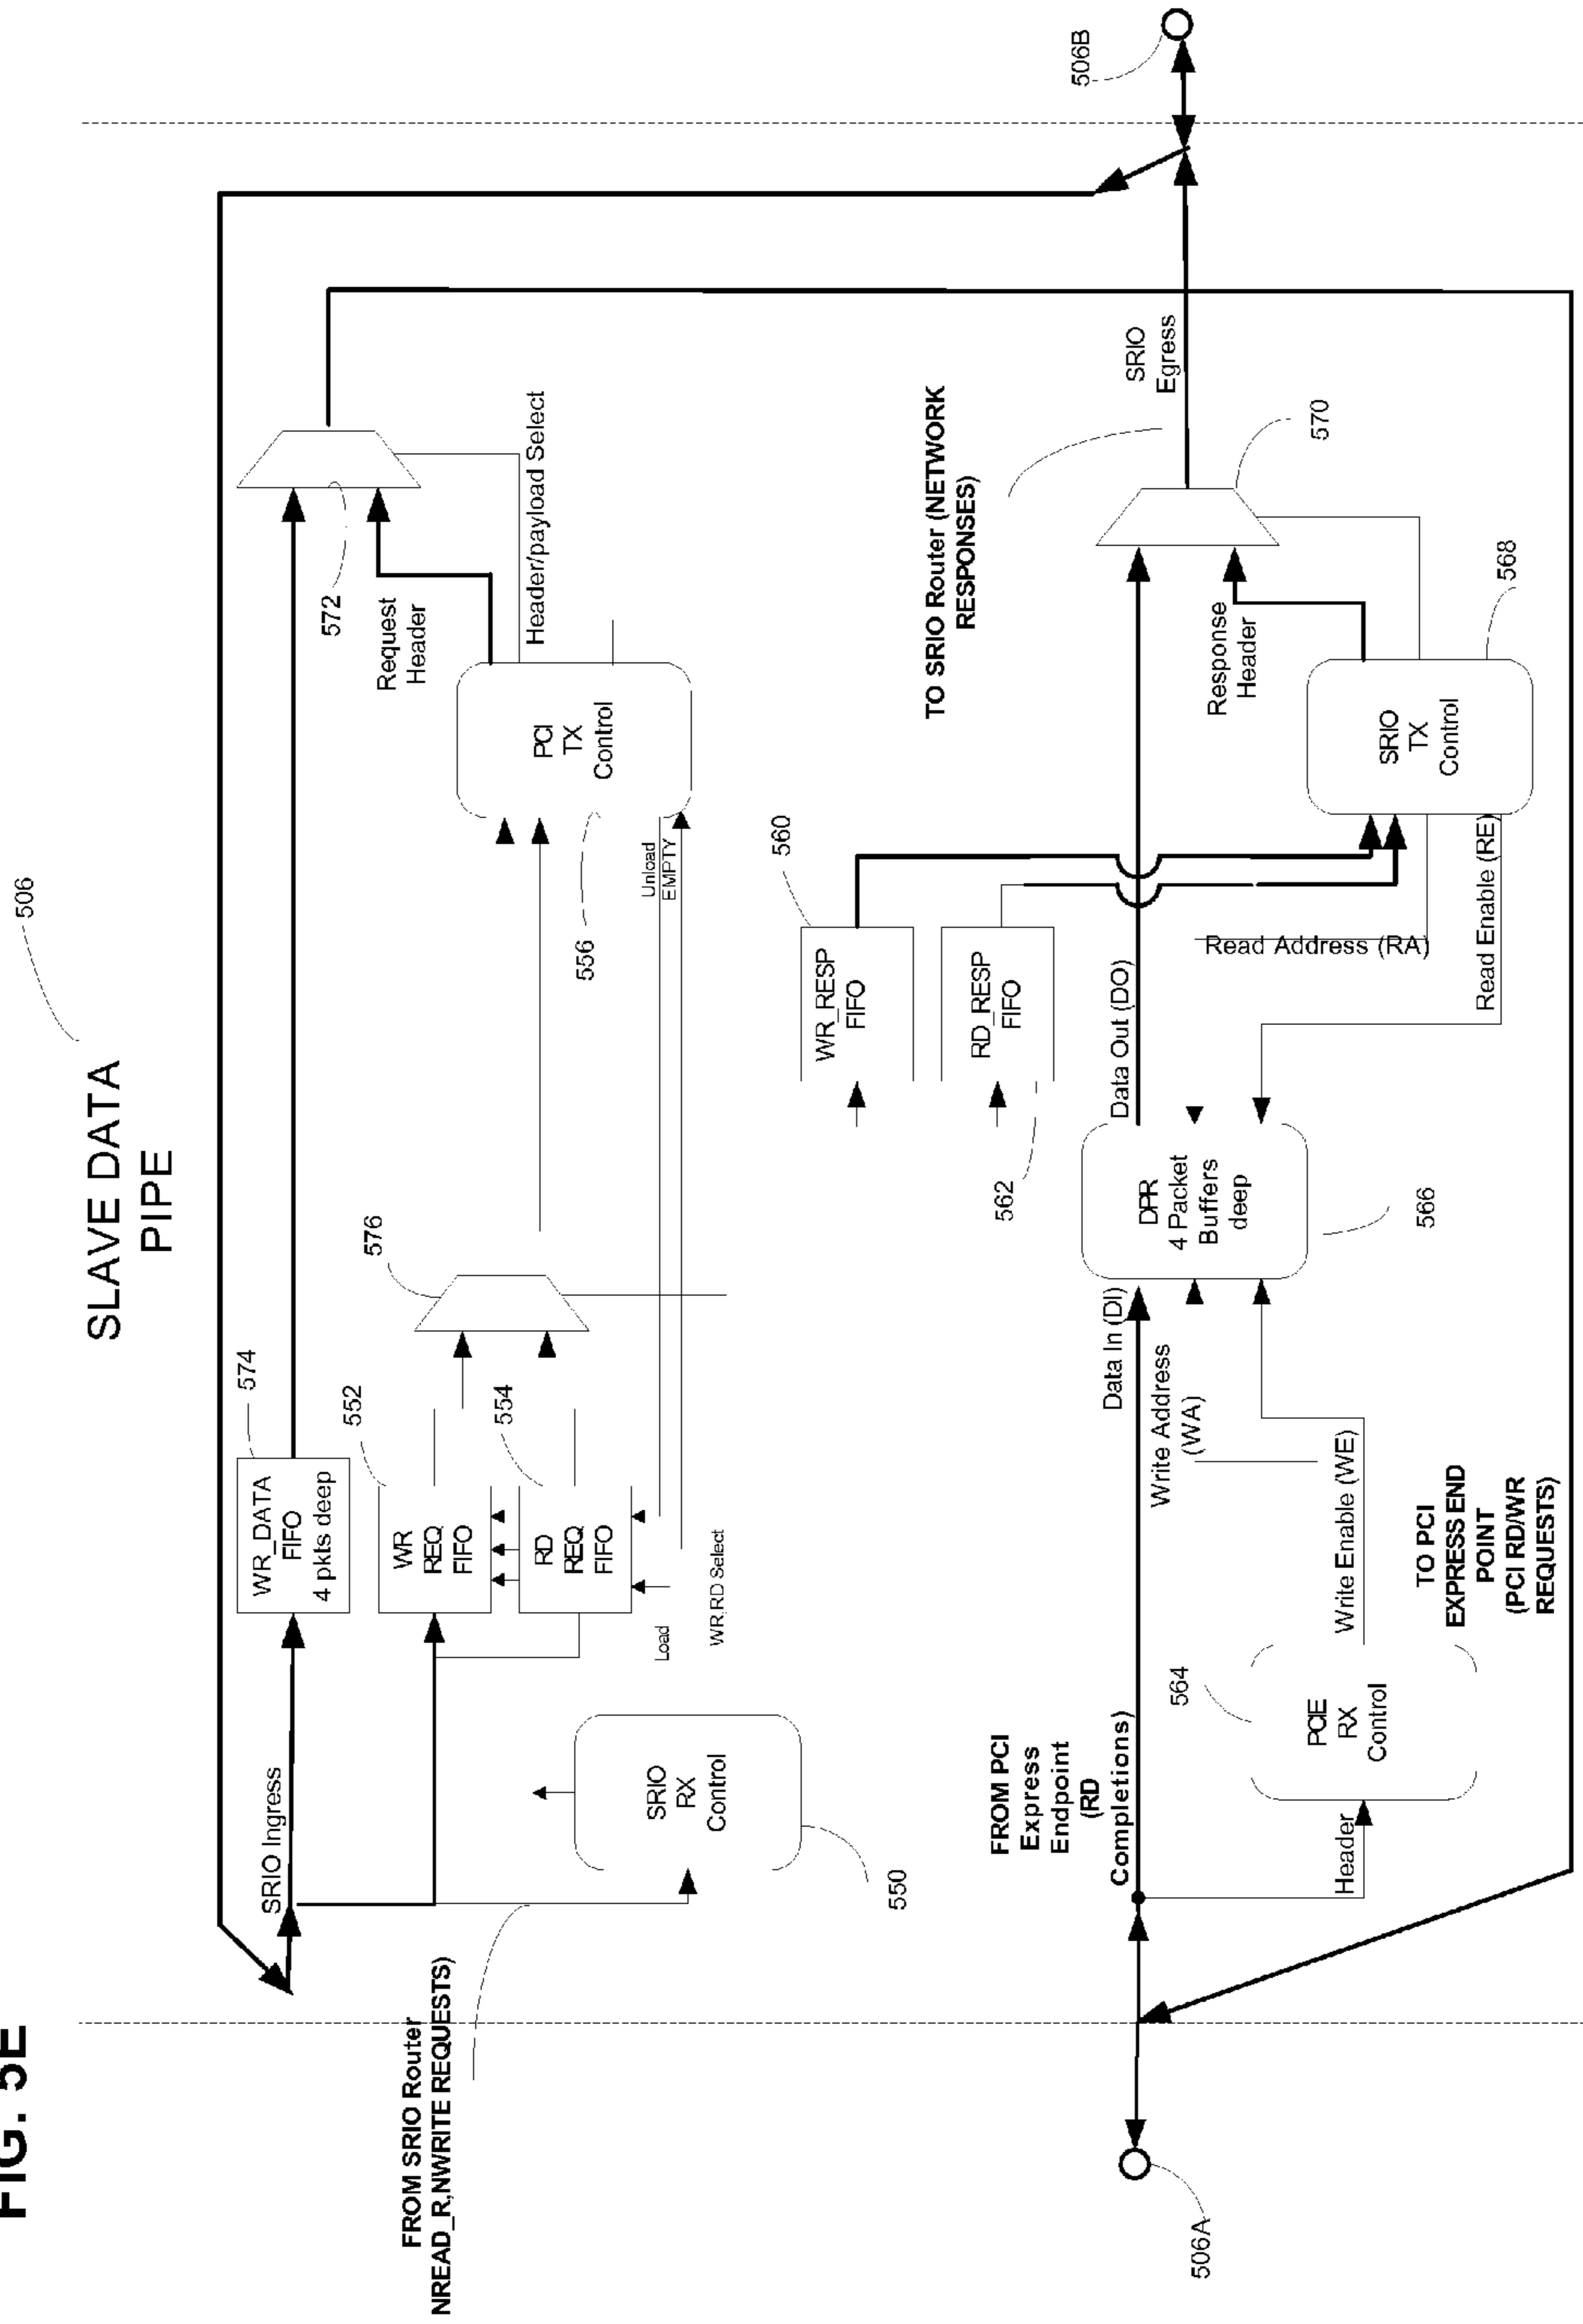 FIG. 5E
SLAVE DATA
PIPE
506
FROM SRIO Router
NREAD_R,NWRITE REQUESTS)
SRIO Ingress
WR_DATA
FIFO
4 pkts deep
574
WR
REQ
FIFO
552
RD
REQ
FIFO
554
576
Load
WR,RD Select
SRIO
RX
Control
550
Unload
EMPTY
PCI
TX
Control
556
Request
Header
Header/payload Select
572
506B
WR_RESP
FIFO
560
RD_RESP
FIFO
562
TO SRIO Router (NETWORK
RESPONSES)
SRIO
Egress
570
Response
Header
SRIO
TX
Control
568
Read Address (RA)
Read Enable (RE)
Data Out (DO)
DPR
4 Packet
Buffers
deep
566
Data In (DI)
Write Address
(WA)
Write Enable (WE)
FROM PCI
Express
Endpoint
(RD
Completions)
Header
PCIE
RX
Control
564
TO PCI
EXPRESS END
POINT
(PCI RD/WR
REQUESTS)
506A